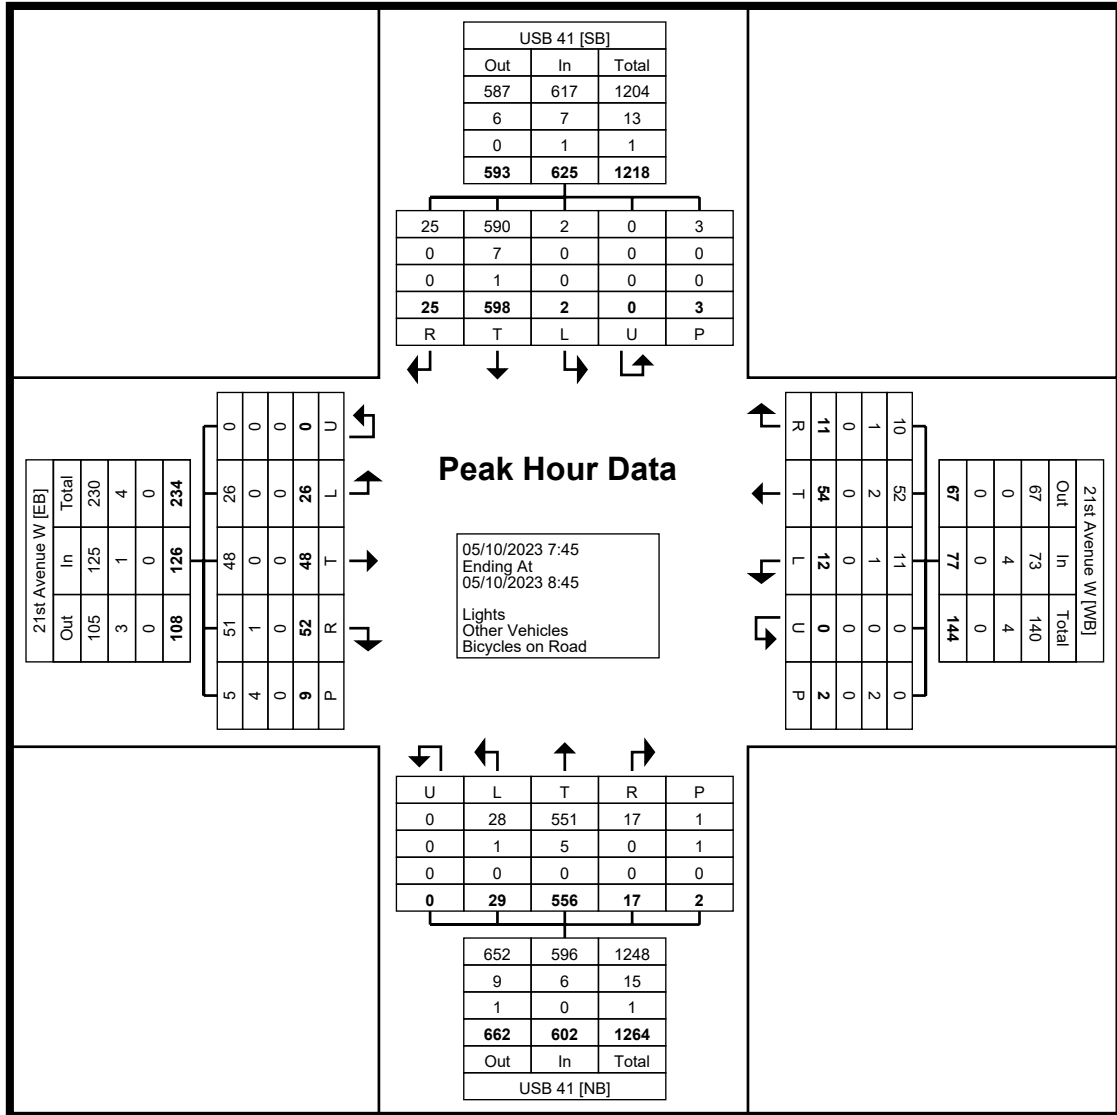 USB 41 [SB]
Out In Total
587 617 1204
6 7 13
0 1 1
593 625 1218
25 590 2 0 3
0 7 0 0 0
0 1 0 0 0
25 598 2 0 3
R T L U P
21st Avenue W [EB]
Total 230 4 0 234
In 125 1 0 126
Out 105 3 0 108
0 0 0 0 U
26 0 0 26 L
48 0 0 48 T
51 1 0 52 R
5 4 0 9 P
Peak Hour Data
05/10/2023 7:45
Ending At
05/10/2023 8:45
Lights
Other Vehicles
Bicycles on Road
R 11 0 1 10
T 54 0 2 52
L 12 0 1 11
U 0 0 0 0
P 2 0 2 0
67 0 0 67 Out
77 0 4 73 In
144 0 4 140 Total
21st Avenue W [WB]
U L T R P
0 28 551 17 1
0 1 5 0 1
0 0 0 0 0
0 29 556 17 2
652 596 1248
9 6 15
1 0 1
662 602 1264
Out In Total
USB 41 [NB]